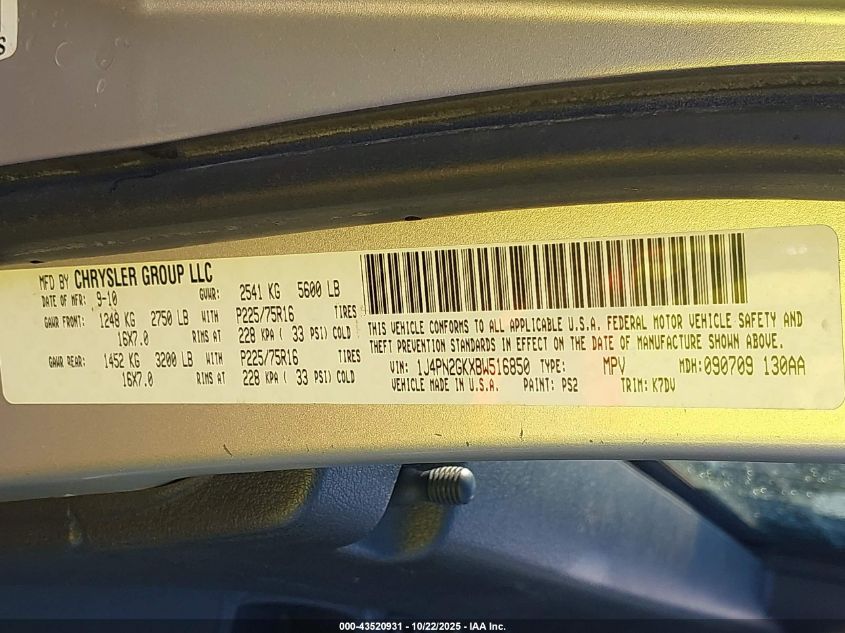 S
MFD BY CHRYSLER GROUP LLC
DATE OF MFR: 9-10 GVWR: 2541 KG 5600 LB
GAWR FRONT: 1248 KG 2750 LB WITH P225/75R16 TIRES
16X7.0 RIMS AT 228 KPA ( 33 PSI) COLD
GAWR REAR: 1452 KG 3200 LB WITH P225/75R16 TIRES
16X7.0 RIMS AT 228 KPA ( 33 PSI) COLD
THIS VEHICLE CONFORMS TO ALL APPLICABLE U.S.A. FEDERAL MOTOR VEHICLE SAFETY AND
THEFT PREVENTION STANDARDS IN EFFECT ON THE DATE OF MANUFACTURE SHOWN ABOVE.
VIN: 1J4PN2GKXBW516850 TYPE: MPV MDH: 090709 130AA
VEHICLE MADE IN U.S.A. PAINT: PS2 TRIM: K7DV
000-43520931 - 10/22/2025 - IAA Inc.